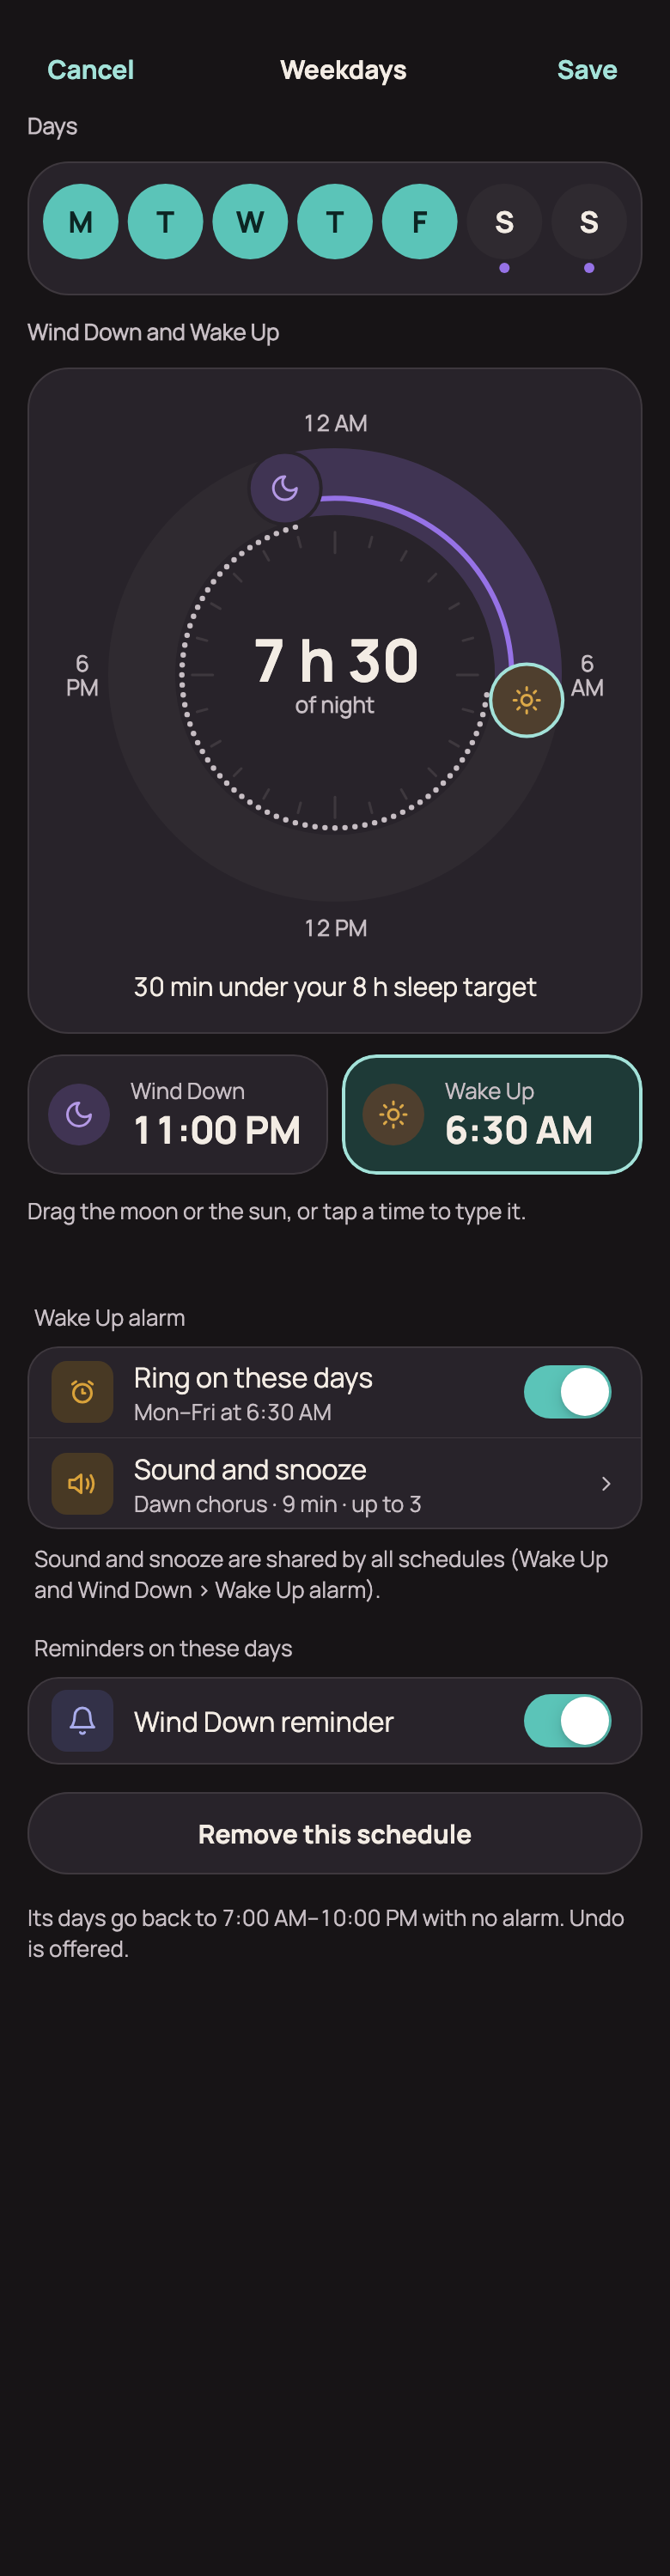 Cancel
Weekdays
Save
Days
M T W T F S S
Wind Down and Wake Up
12 AM
6
PM
7 h 30
of night
6
AM
12 PM
30 min under your 8 h sleep target
Wind Down
11:00 PM
Wake Up
6:30 AM
Drag the moon or the sun, or tap a time to type it.
Wake Up alarm
Ring on these days
Mon–Fri at 6:30 AM
Sound and snooze
Dawn chorus · 9 min · up to 3
Sound and snooze are shared by all schedules (Wake Up
and Wind Down › Wake Up alarm).
Reminders on these days
Wind Down reminder
Remove this schedule
Its days go back to 7:00 AM–10:00 PM with no alarm. Undo
is offered.